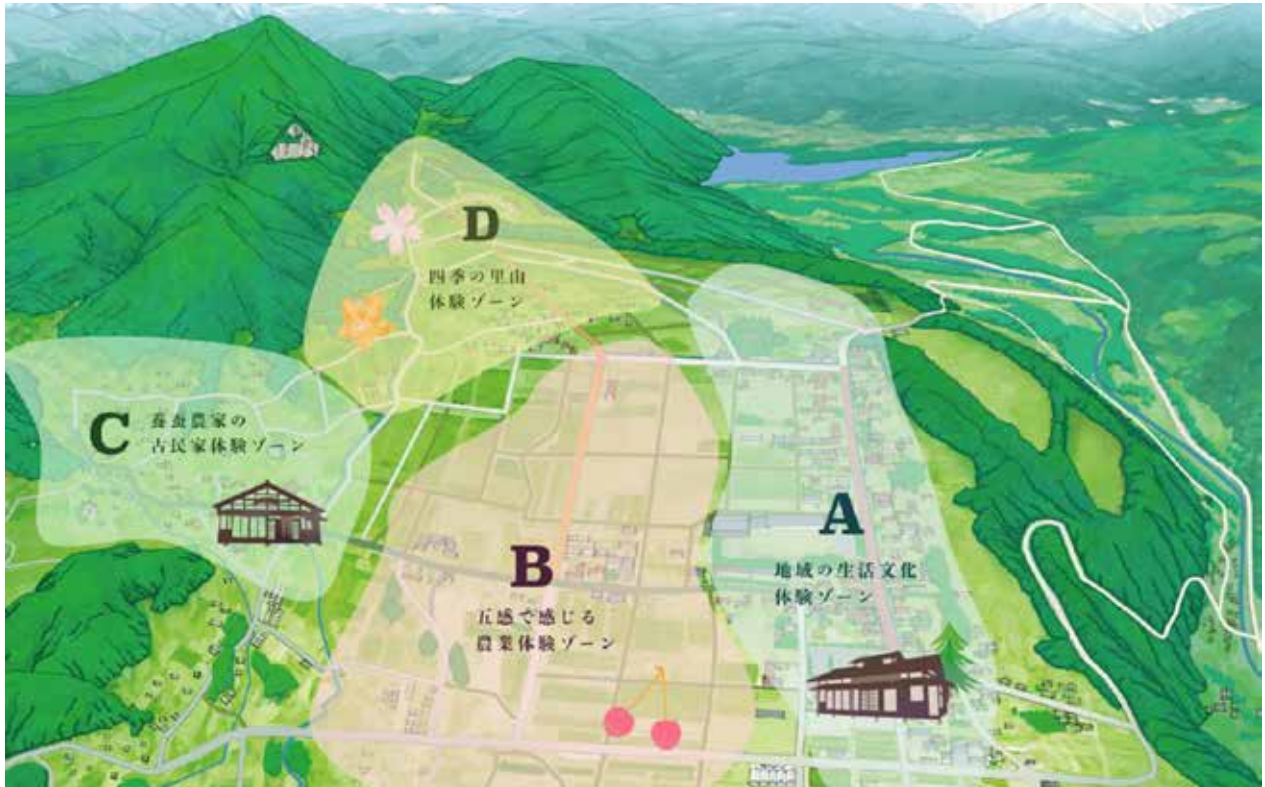 D
四季の里山
体験ゾーン
C
養蚕農家の
古民家体験ゾーン
A
地域の生活文化
体験ゾーン
B
五感で感じる
農業体験ゾーン